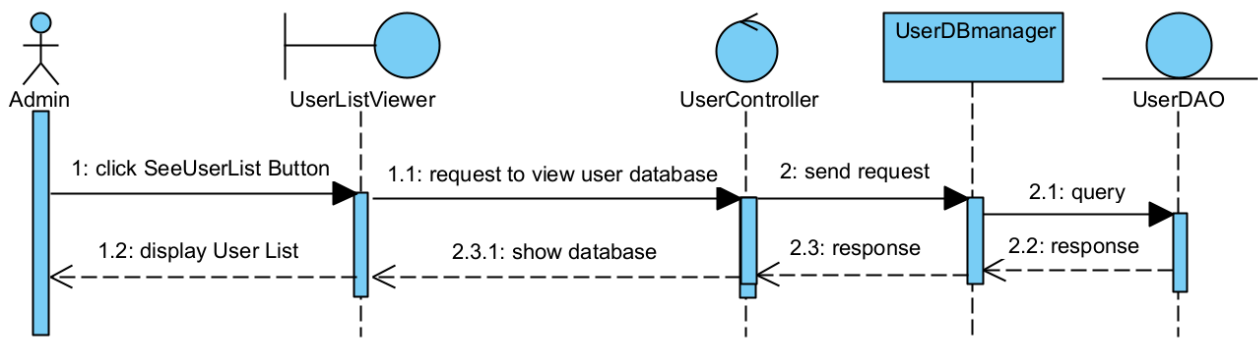 UserDBmanager
Admin
UserListViewer
UserController
UserDAO
1: click SeeUserList Button
1.1: request to view user database
2: send request
2.1: query
1.2: display User List
2.3.1: show database
2.3: response
2.2: response